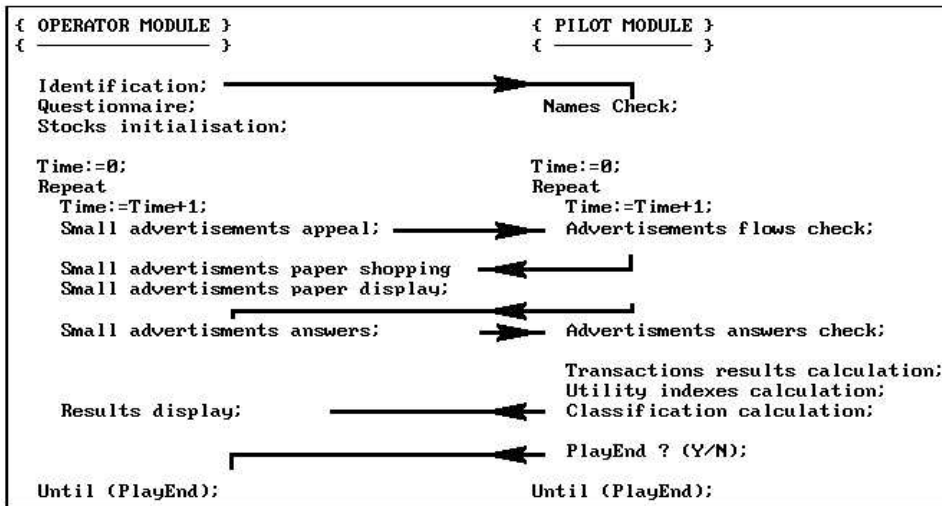 { OPERATOR MODULE }
{ ─────────────── }
Identification;
Questionnaire;
Stocks initialisation;
Time:=0;
Repeat
Time:=Time+1;
Small advertisements appeal;
Small advertisments paper shopping
Small advertisments paper display;
Small advertisments answers;
Results display;
Until (PlayEnd);
{ PILOT MODULE }
{ ──────────── }
Names Check;
Time:=0;
Repeat
Time:=Time+1;
Advertisements flows check;
Advertisments answers check;
Transactions results calculation;
Utility indexes calculation;
Classification calculation;
PlayEnd ? (Y/N);
Until (PlayEnd);